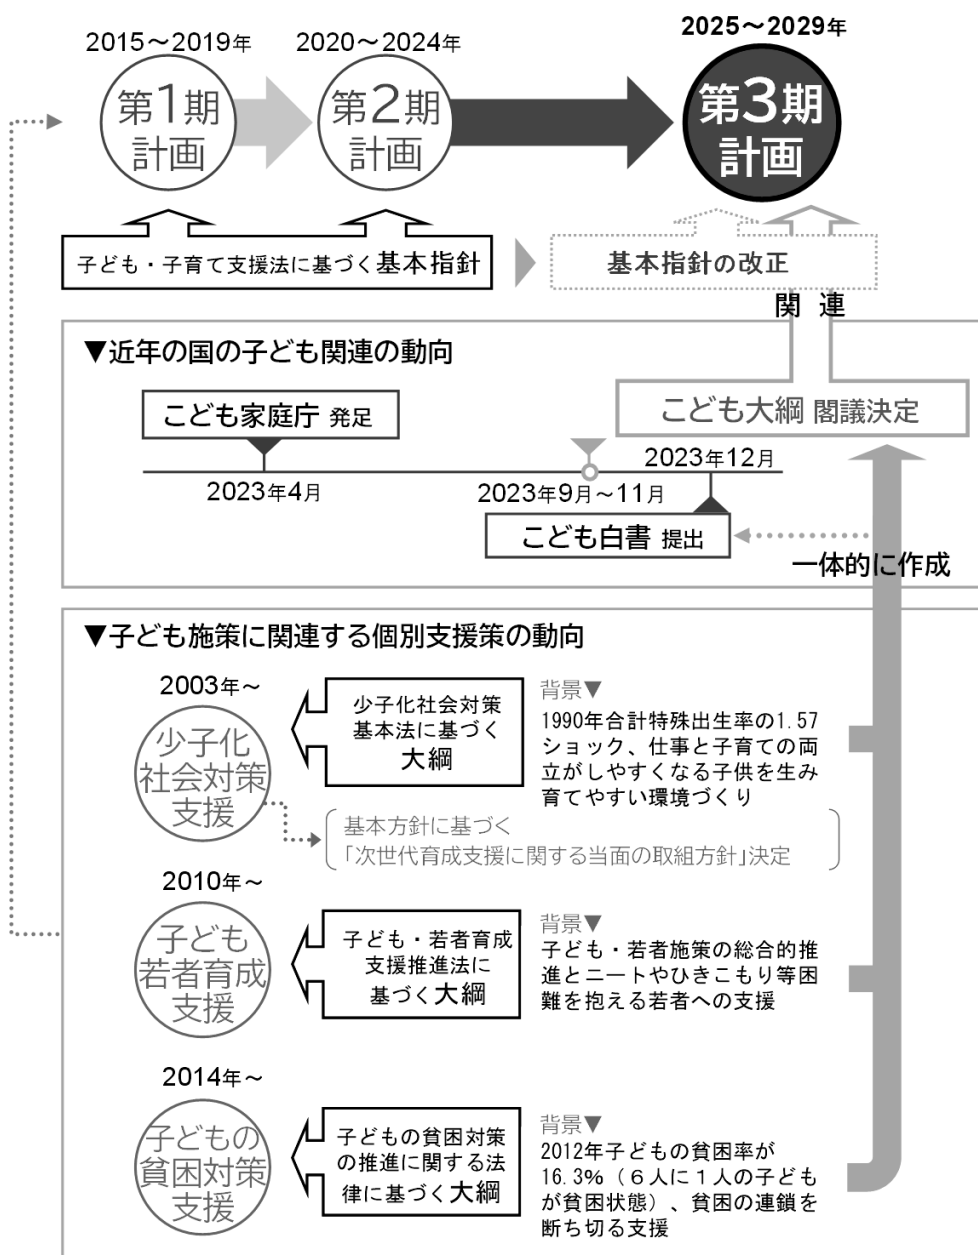 2015～2019年
2020～2024年
2025～2029年
第1期
計画
第2期
計画
第3期
計画
子ども・子育て支援法に基づく基本指針
基本指針の改正
関 連
▼近年の国の子ども関連の動向
こども家庭庁 発足
こども大綱 閣議決定
2023年4月
2023年9月～11月
2023年12月
こども白書 提出
一体的に作成
▼子ども施策に関連する個別支援策の動向
2003年～
少子化
社会対策
支援
少子化社会対策
基本法に基づく
大綱
背景▼
1990年合計特殊出生率の1.57
ショック、仕事と子育ての両
立がしやすくなる子供を生み
育てやすい環境づくり
基本方針に基づく
「次世代育成支援に関する当面の取組方針」決定
2010年～
子ども
若者育成
支援
子ども・若者育成
支援推進法に
基づく大綱
背景▼
子ども・若者施策の総合的推
進とニートやひきこもり等困
難を抱える若者への支援
2014年～
子どもの
貧困対策
支援
子どもの貧困対策
の推進に関する法
律に基づく大綱
背景▼
2012年子どもの貧困率が
16.3%（６人に１人の子ども
が貧困状態）、貧困の連鎖を
断ち切る支援